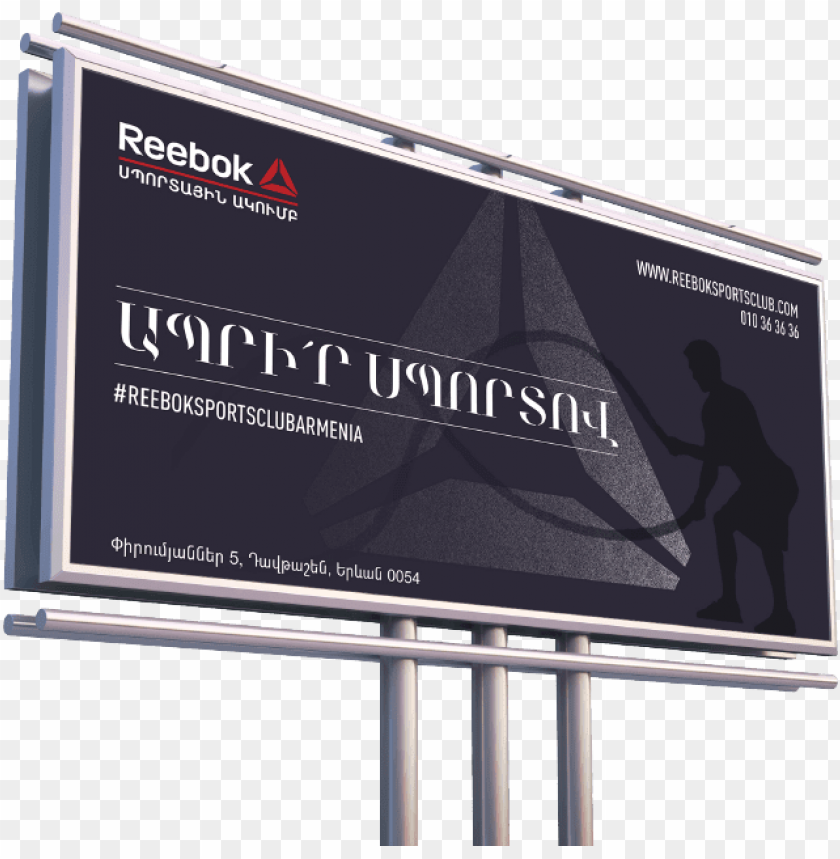 Reebok
ՍՊՈՐՏԱՅԻՆ ԱԿՈՒՄԲ
WWW.REEBOKSPORTSCLUB.COM
010 36 36 36
ԱՊՐԻ՛Ր ՍՊՈՐՏՈՎ
#REEBOKSPORTSCLUBARMENIA
Փիրումյաններ 5, Դավթաշեն, Երևան 0054